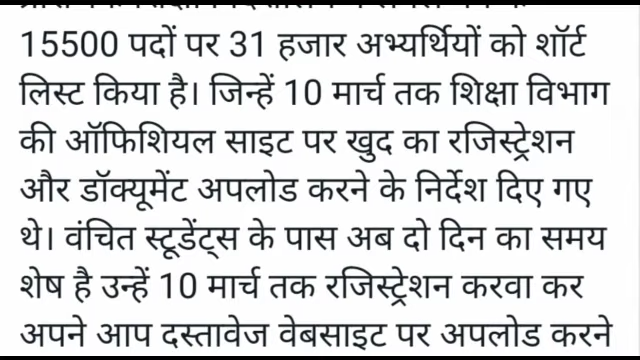 15500 पदों पर 31 हजार अभ्यर्थियों को शॉर्ट
लिस्ट किया है। जिन्हें 10 मार्च तक शिक्षा विभाग
की ऑफिशियल साइट पर खुद का रजिस्ट्रेशन
और डॉक्यूमेंट अपलोड करने के निर्देश दिए गए
थे। वंचित स्टूडेंट्स के पास अब दो दिन का समय
शेष है उन्हें 10 मार्च तक रजिस्ट्रेशन करवा कर
अपने आप दस्तावेज वेबसाइट पर अपलोड करने